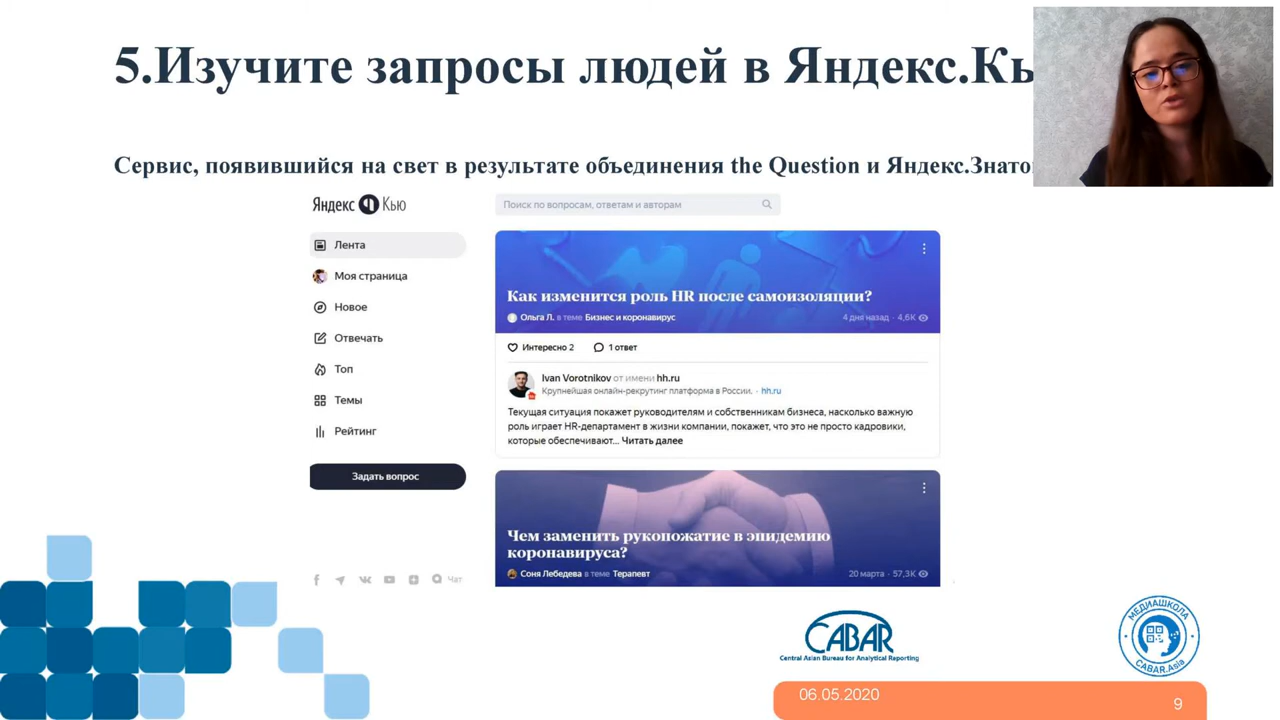 5.Изучите запросы людей в Яндекс.Кь
Сервис, появившийся на свет в результате объединения the Question и Яндекс.Знато
Яндекс Кью
Поиск по вопросам, ответам и авторам
Лента
Моя страница
Новое
Отвечать
Топ
Темы
Рейтинг
Задать вопрос
Чат
Как изменится роль HR после самоизоляции?
Ольга Л. в теме Бизнес и коронавирус
4 дня назад · 4,6K
Интересно 2
1 ответ
Ivan Vorotnikov от имени hh.ru
Крупнейшая онлайн-рекрутинг платформа в России. · hh.ru
Текущая ситуация покажет руководителям и собственникам бизнеса, насколько важную
роль играет HR-департамент в жизни компании, покажет, что это не просто кадровики,
которые обеспечивают... Читать далее
Чем заменить рукопожатие в эпидемию
коронавируса?
Соня Лебедева в теме Терапевт
20 марта · 57,3K
CABAR
Central Asian Bureau for Analytical Reporting
МЕДИАШКОЛА
CABAR.Asia
06.05.2020
9